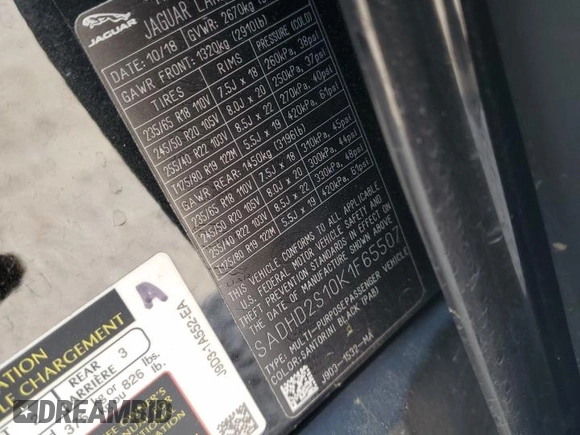 JAGUAR
JAGUAR LAN
DATE: 10/18 GVWR: 2670kg
GAWR FRONT: 1320kg (2910lb)
TIRES RIMS PRESSURE (COLD)
235/65 R18 110V 7.5J x 18 260kPa, 38psi
245/50 R20 105V 8.0J x 20 250kPa, 37psi
255/40 R22 103V 8.5J x 22 270kPa, 40psi
T175/80 R19 122M 5.5J x 19 420kPa, 61psi
GAWR REAR: 1450kg (3196lb)
235/65 R18 110V 7.5J x 18 310kPa, 45psi
245/50 R20 105V 8.0J x 20 300kPa, 44psi
255/40 R22 103V 8.5J x 22 330kPa, 48psi
T175/80 R19 122M 5.5J x 19 420kPa, 61psi
THIS VEHICLE CONFORMS TO ALL APPLICABLE
U.S. FEDERAL MOTOR VEHICLE SAFETY AND
THEFT PREVENTION STANDARDS IN EFFECT ON
THE DATE OF MANUFACTURE SHOWN ABOVE.
SADHD2S10K1F65507
TYPE: MULTI-PURPOSE PASSENGER VEHICLE
COLOR: SANTORINI BLACK (PAB)
J9D3-1532-MA
A
J9D3-1A552-EA
E CHARGEMENT
REAR
ARRIÈRE 3
kg or
ou 826 lbs.
lbs.
DREAMBID